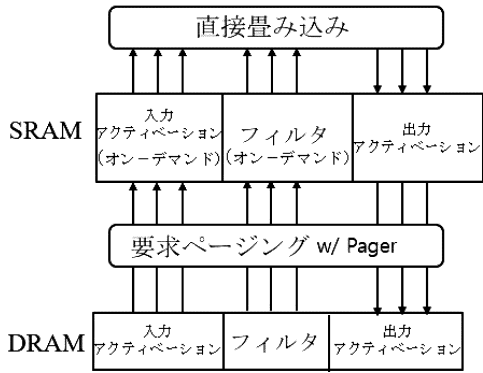 直接畳み込み
SRAM
入力
アクティベーション
(オンーデマンド)
フィルタ
(オンーデマンド)
出力
アクティベーション
要求ページング w/ Pager
DRAM
入力
アクティベーション
フィルタ
出力
アクティベーション